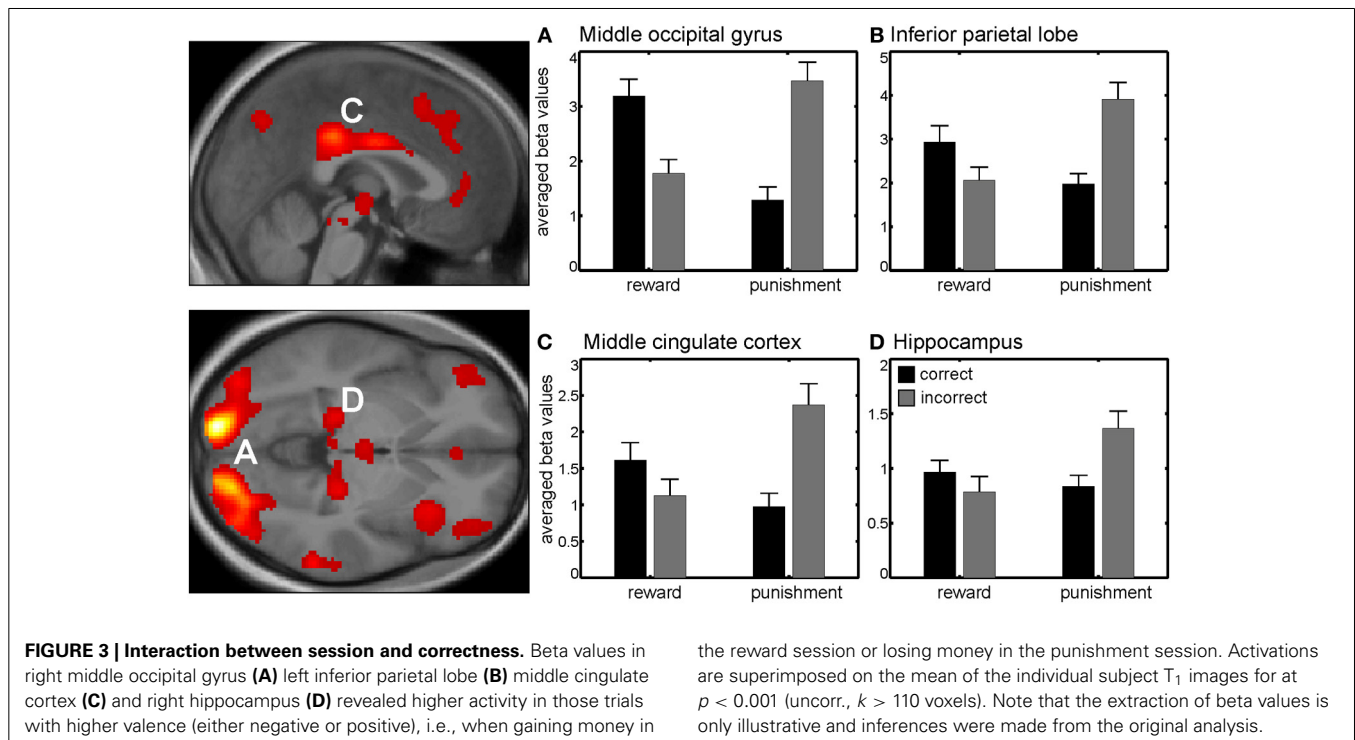 C
A
D
A Middle occipital gyrus
4
3
2
1
0
averaged beta values
reward punishment
B Inferior parietal lobe
5
4
3
2
1
0
reward punishment
C Middle cingulate cortex
3
2.5
2
1.5
1
0.5
0
averaged beta values
reward punishment
D Hippocampus
2
1.5
1
0.5
0
correct
incorrect
reward punishment
FIGURE 3 | Interaction between session and correctness. Beta values in
right middle occipital gyrus (A) left inferior parietal lobe (B) middle cingulate
cortex (C) and right hippocampus (D) revealed higher activity in those trials
with higher valence (either negative or positive), i.e., when gaining money in
the reward session or losing money in the punishment session. Activations
are superimposed on the mean of the individual subject T1 images for at
p < 0.001 (uncorr., k > 110 voxels). Note that the extraction of beta values is
only illustrative and inferences were made from the original analysis.